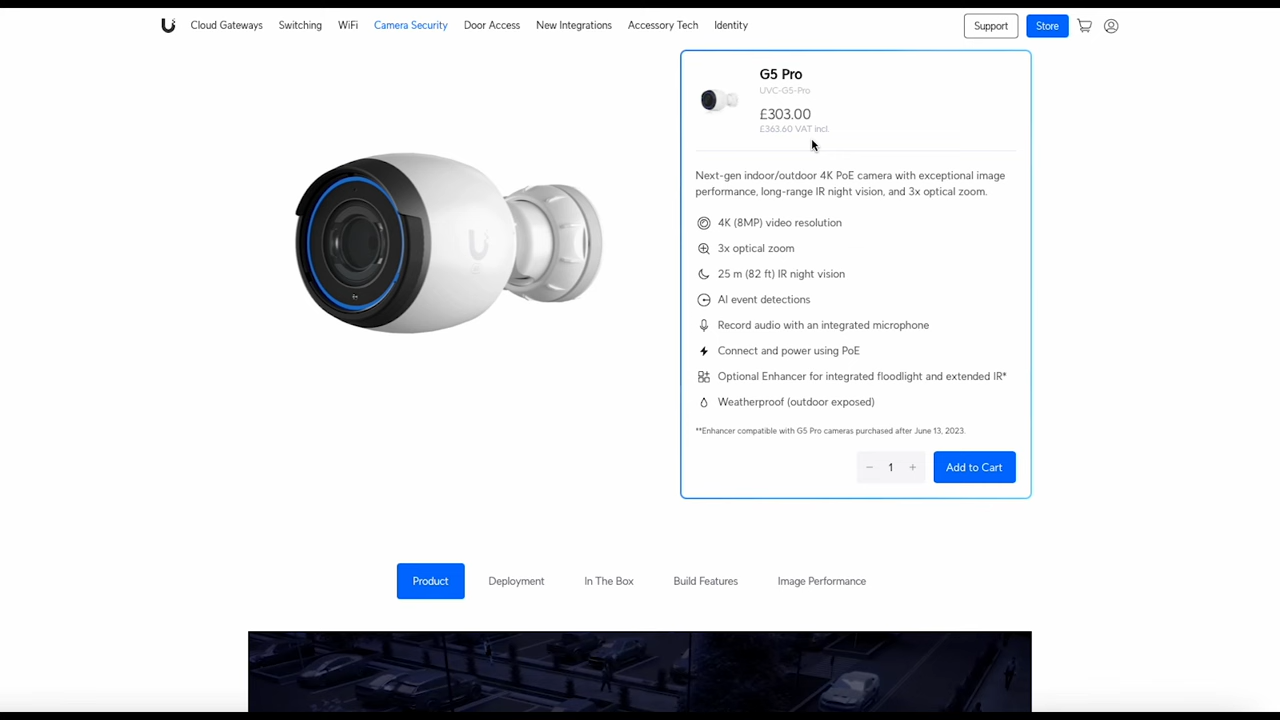 Cloud Gateways Switching WiFi Camera Security Door Access New Integrations Accessory Tech Identity Support Store
G5 Pro
UVC-G5-Pro
£303.00
£363.60 VAT incl.
Next-gen indoor/outdoor 4K PoE camera with exceptional image
performance, long-range IR night vision, and 3x optical zoom.
4K (8MP) video resolution
3x optical zoom
25 m (82 ft) IR night vision
AI event detections
Record audio with an integrated microphone
Connect and power using PoE
Optional Enhancer for integrated floodlight and extended IR*
Weatherproof (outdoor exposed)
**Enhancer compatible with G5 Pro cameras purchased after June 13, 2023.
− 1 + Add to Cart
Product Deployment In The Box Build Features Image Performance